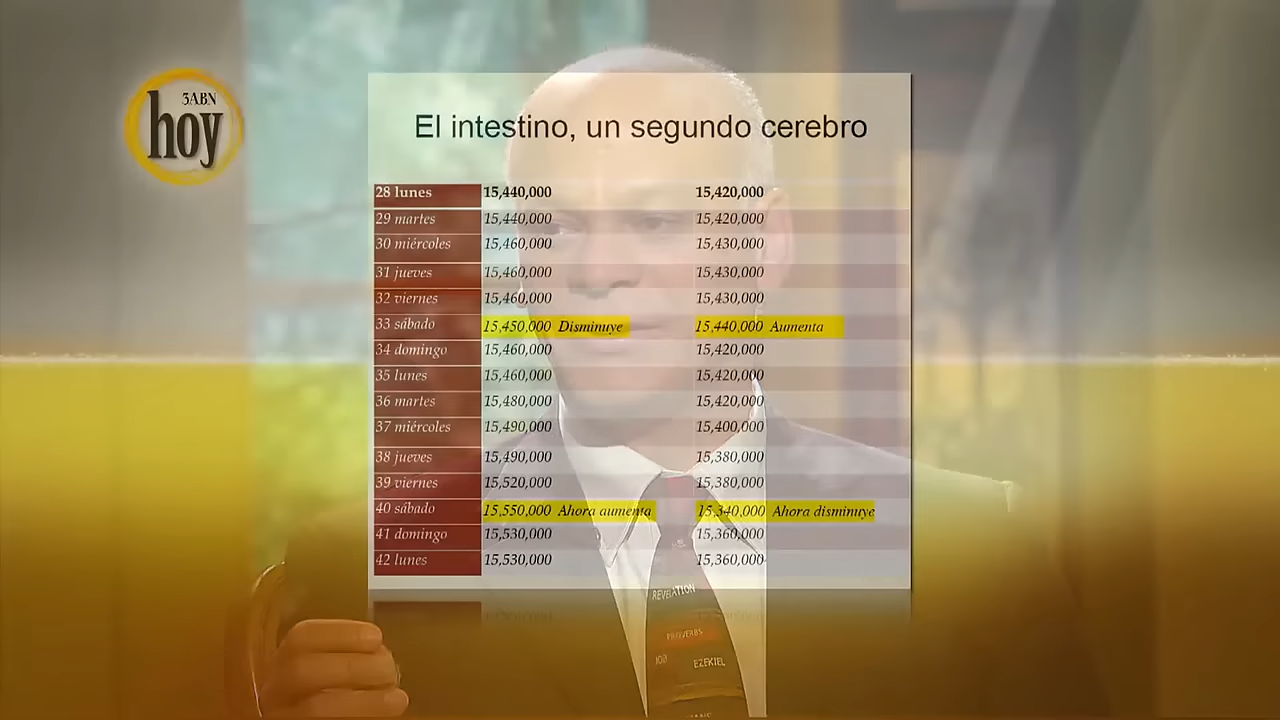 3ABN
hoy
El intestino, un segundo cerebro
28 lunes 15,440,000 15,420,000
29 martes 15,440,000 15,420,000
30 miércoles 15,460,000 15,430,000
31 jueves 15,460,000 15,430,000
32 viernes 15,460,000 15,430,000
33 sábado 15,450,000 Disminuye 15,440,000 Aumenta
34 domingo 15,460,000 15,420,000
35 lunes 15,460,000 15,420,000
36 martes 15,480,000 15,420,000
37 miércoles 15,490,000 15,400,000
38 jueves 15,490,000 15,380,000
39 viernes 15,520,000 15,380,000
40 sábado 15,550,000 Ahora aumenta 15,340,000 Ahora disminuye
41 domingo 15,530,000 15,360,000
42 lunes 15,530,000 15,360,000
REVELATION
PROVERBS
JOB EZEKIEL